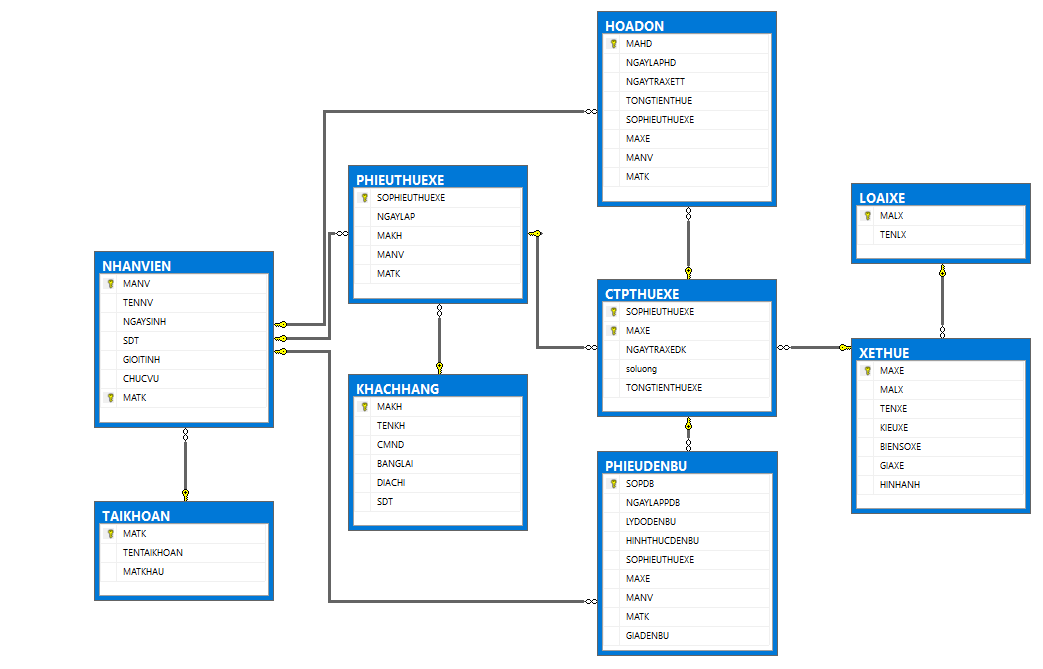 HOADON
MAHD
NGAYLAPHD
NGAYTRAXETT
TONGTIENTHUE
SOPHIEUTHUEXE
MAXE
MANV
MATK
PHIEUTHUEXE
SOPHIEUTHUEXE
NGAYLAP
MAKH
MANV
MATK
LOAIXE
MALX
TENLX
NHANVIEN
MANV
TENNV
NGAYSINH
SDT
GIOITINH
CHUCVU
MATK
CTPTHUEXE
SOPHIEUTHUEXE
MAXE
NGAYTRAXEDK
soluong
TONGTIENTHUEXE
XETHUE
MAXE
MALX
TENXE
KIEUXE
BIENSOXE
GIAXE
HINHANH
KHACHHANG
MAKH
TENKH
CMND
BANGLAI
DIACHI
SDT
PHIEUDENBU
SOPDB
NGAYLAPPDB
LYDODENBU
HINHTHUCDENBU
SOPHIEUTHUEXE
MAXE
MANV
MATK
GIADENBU
TAIKHOAN
MATK
TENTAIKHOAN
MATKHAU